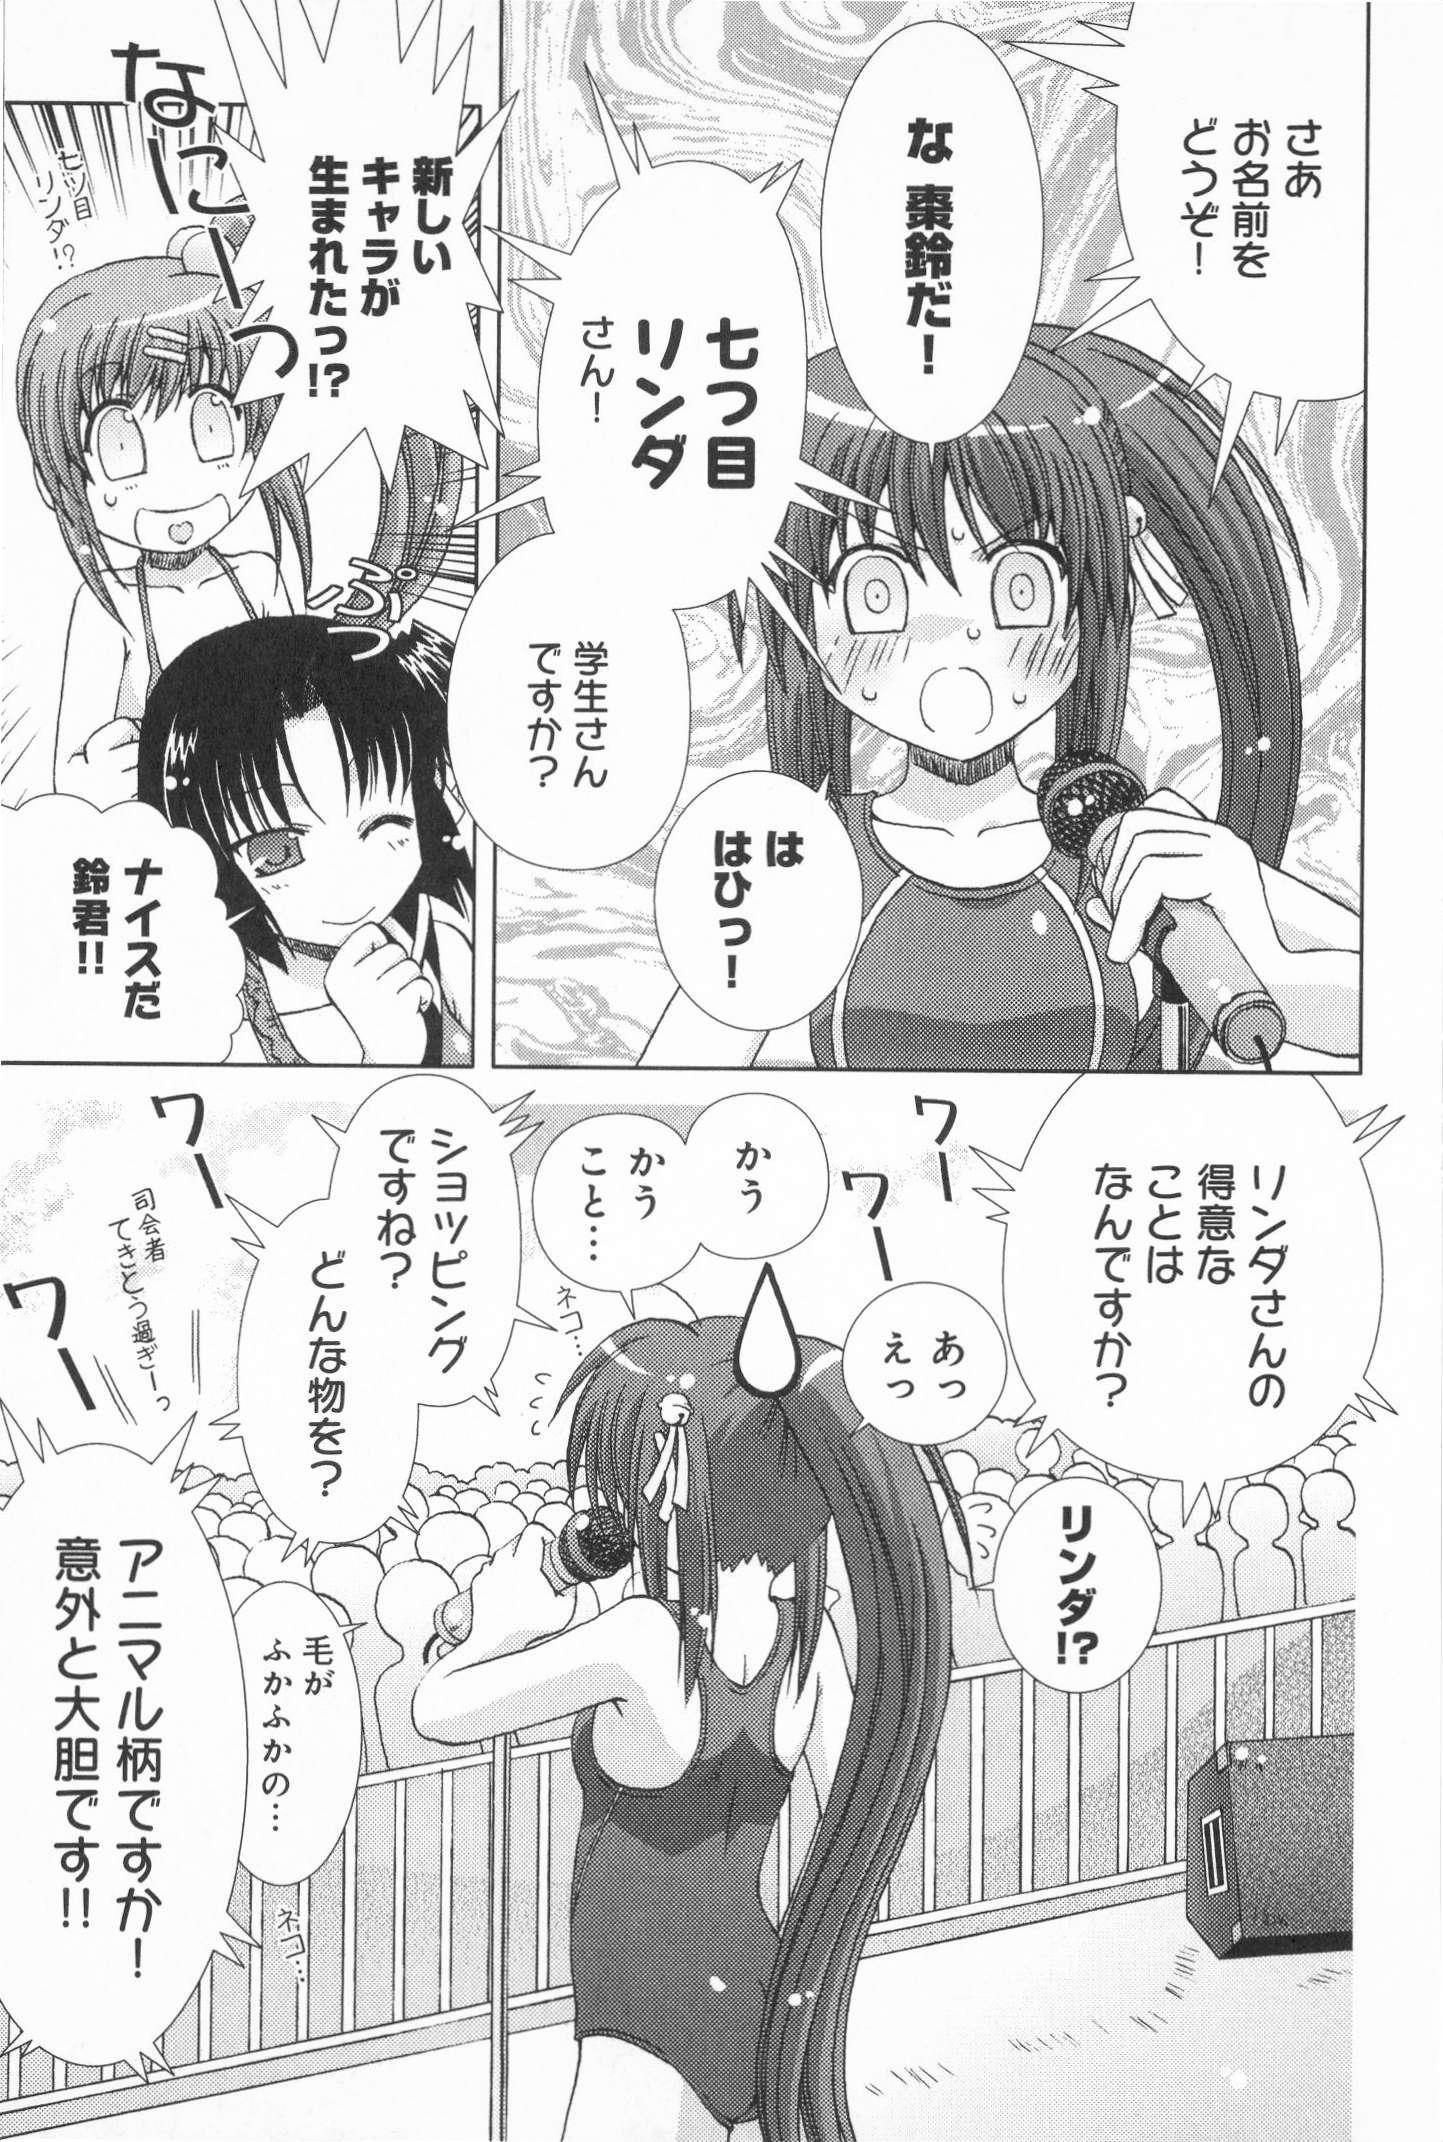 さあ
お名前を
どうぞ！
な 棗鈴だ！
七つ目
リンダ
さん！
学生さん
ですか？
は
はひっ！
新しい
キャラが
生まれたっ!?
なにーっ
七ツ目
リンダ!?
ぷぷっ
ナイスだ
鈴君!!
リンダさんの
得意な
ことは
なんですか？
リンダ!?
ワー
ワー
あっ
えっ
かう
かう
こと…
ネコ…
ショッピング
ですね？
どんな物を？
ワー
司会者
てきとう過ぎーっ
ワー
毛が
ふかふかの…
ネコ…
アニマル柄ですか！
意外と大胆です!!